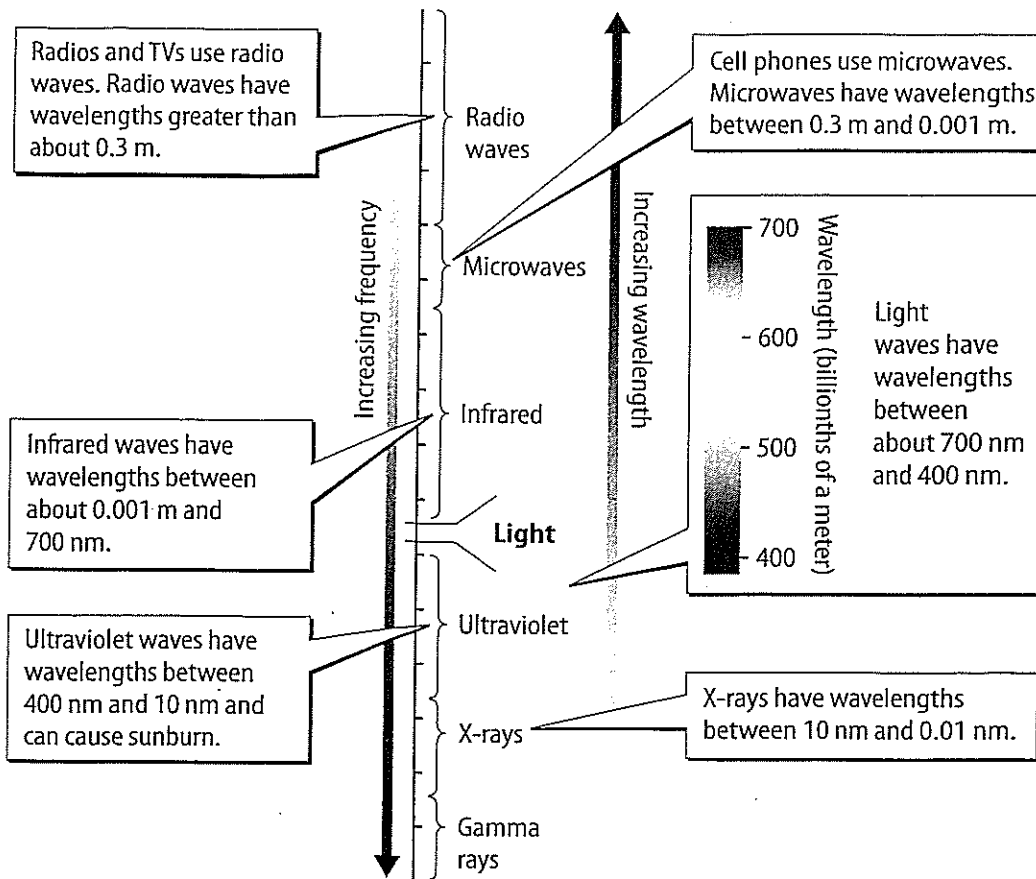 Radios and TVs use radio
waves. Radio waves have
wavelengths greater than
about 0.3 m.
Radio
waves
Cell phones use microwaves.
Microwaves have wavelengths
between 0.3 m and 0.001 m.
Increasing frequency
Microwaves
Increasing wavelength
700
600
500
400
Wavelength (billionths of a meter)
Light
waves have
wavelengths
between
about 700 nm
and 400 nm.
Infrared
Infrared waves have
wavelengths between
about 0.001 m and
700 nm.
Light
Ultraviolet waves have
wavelengths between
400 nm and 10 nm and
can cause sunburn.
Ultraviolet
X-rays
X-rays have wavelengths
between 10 nm and 0.01 nm.
Gamma
rays